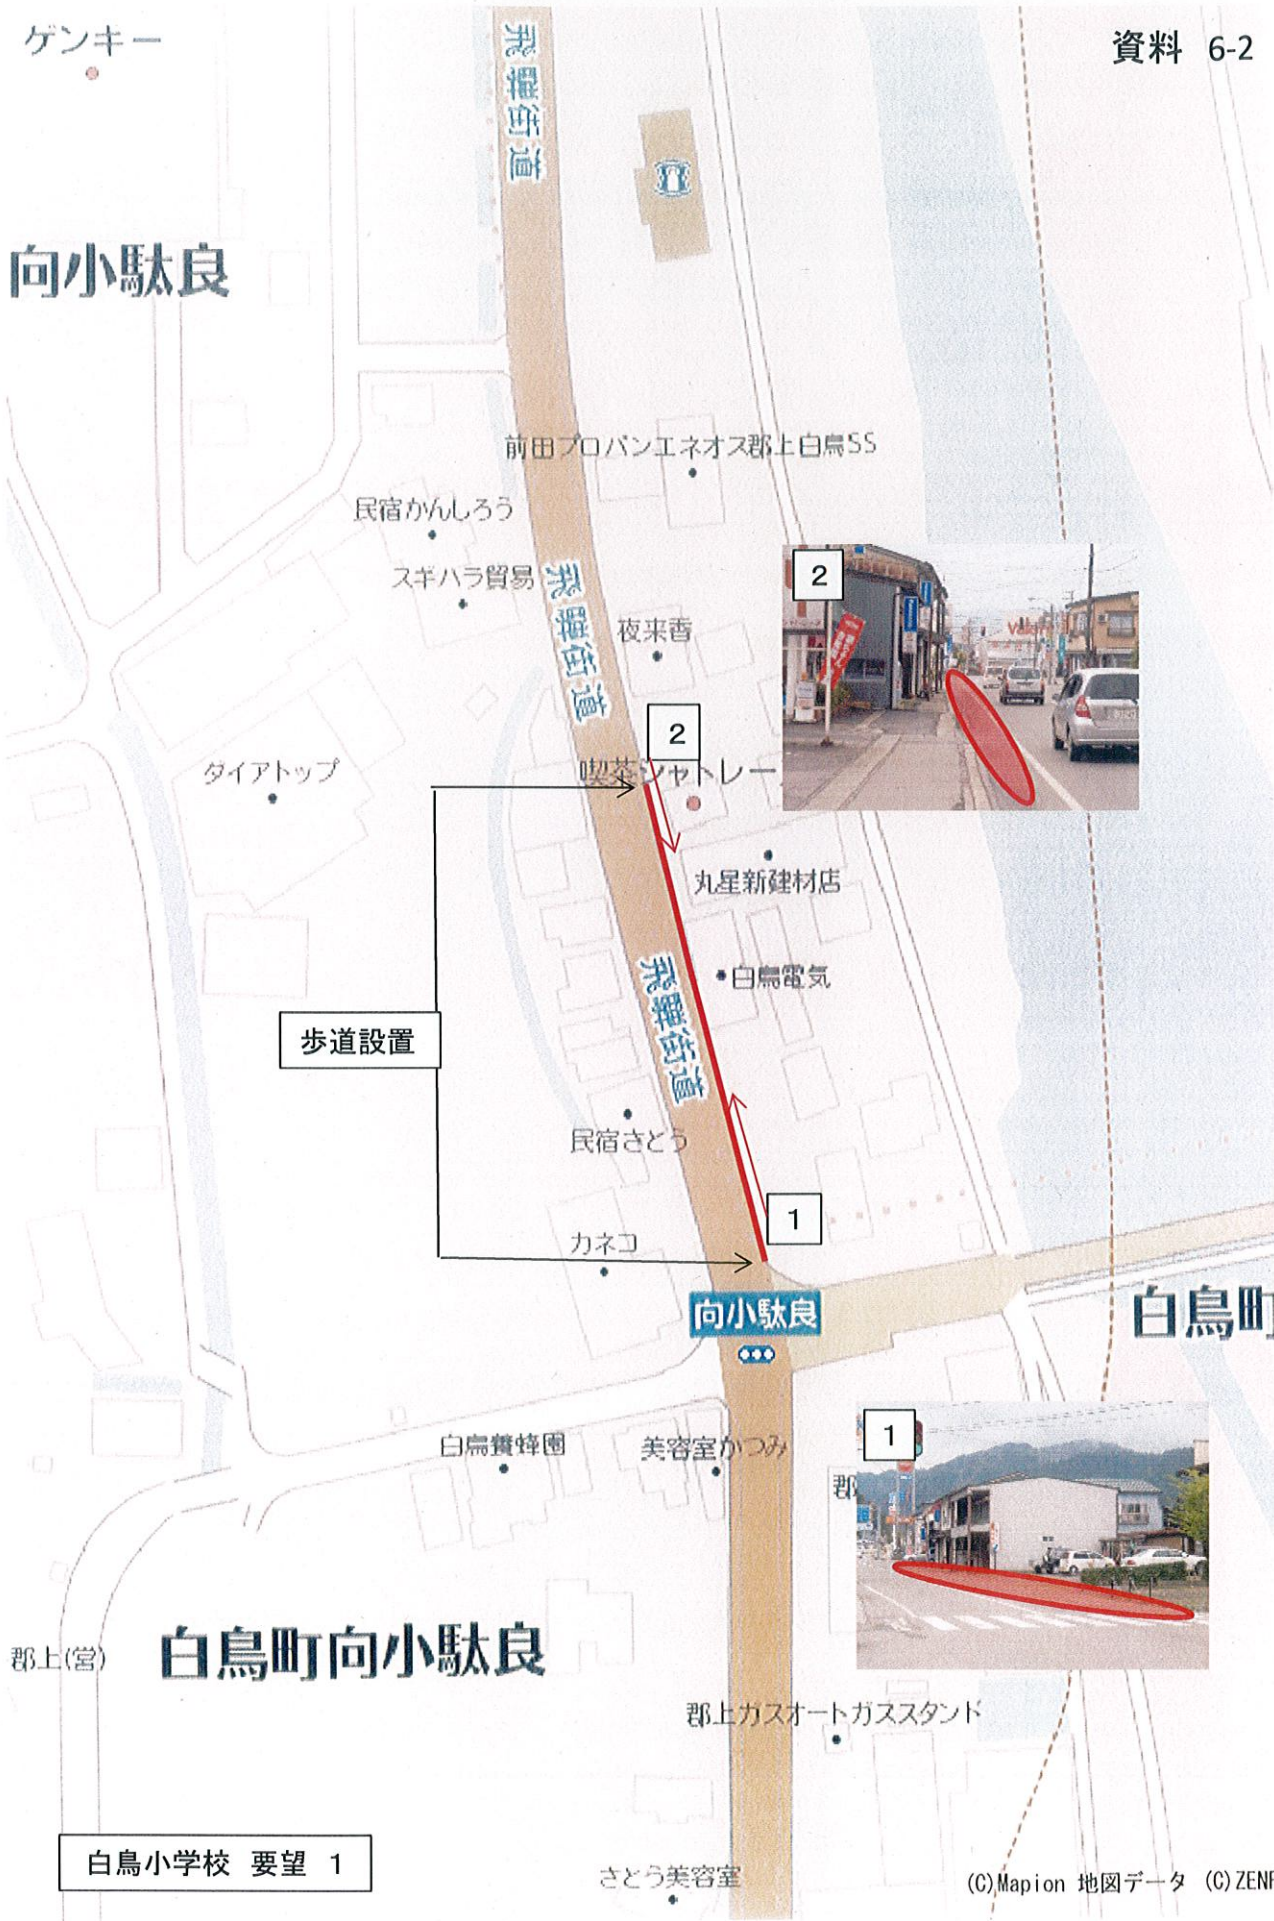 資料 6-2
ゲンキー
飛騨街道
向小駄良
前田プロパンエネオス郡上白鳥SS
民宿かんしろう
スギハラ貿易
飛騨街道
夜来香
2
2
喫茶シャトレー
ダイアトップ
丸星新建材店
白鳥電気
飛騨街道
歩道設置
民宿さとう
1
カネコ
向小駄良
白鳥町
1
白鳥養蜂園
美容室かつみ
郡
郡上(営)
白鳥町向小駄良
郡上ガスオートガススタンド
白鳥小学校 要望 1
さとう美容室
(C)Mapion 地図データ (C)ZENR